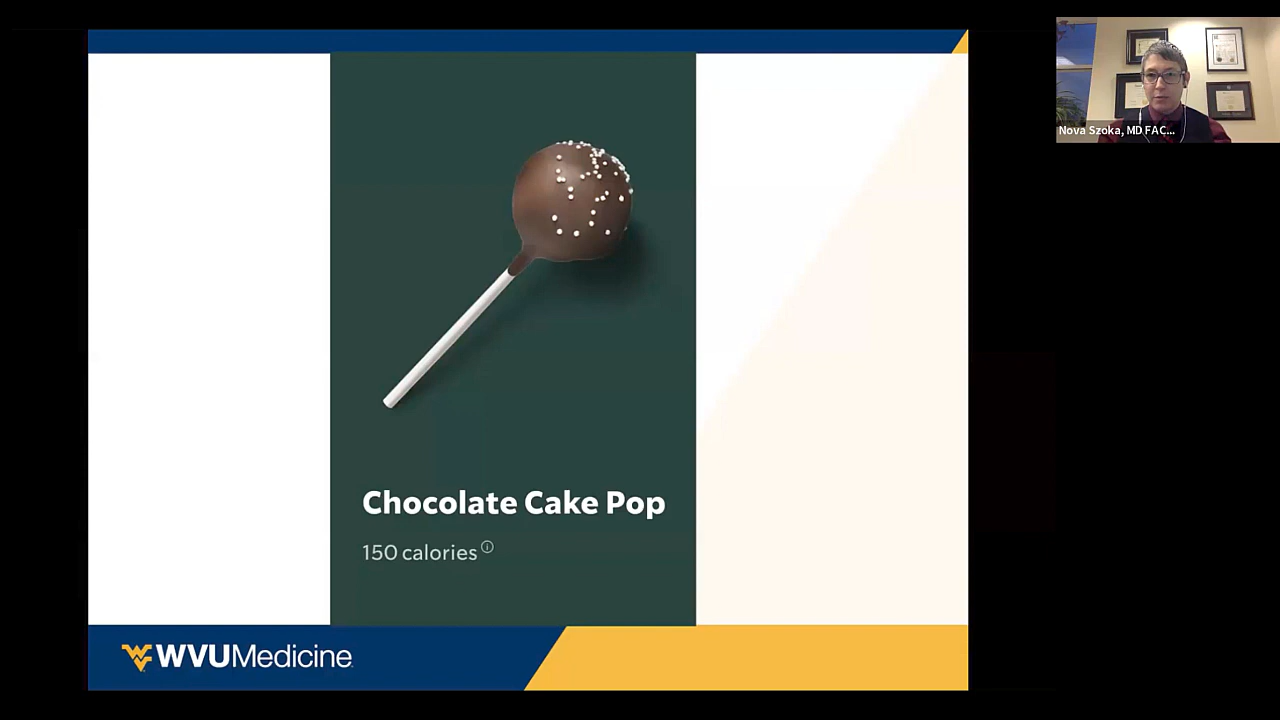 Nova Szoka, MD FAC...
Chocolate Cake Pop
150 calories ⓘ
WVUMedicine